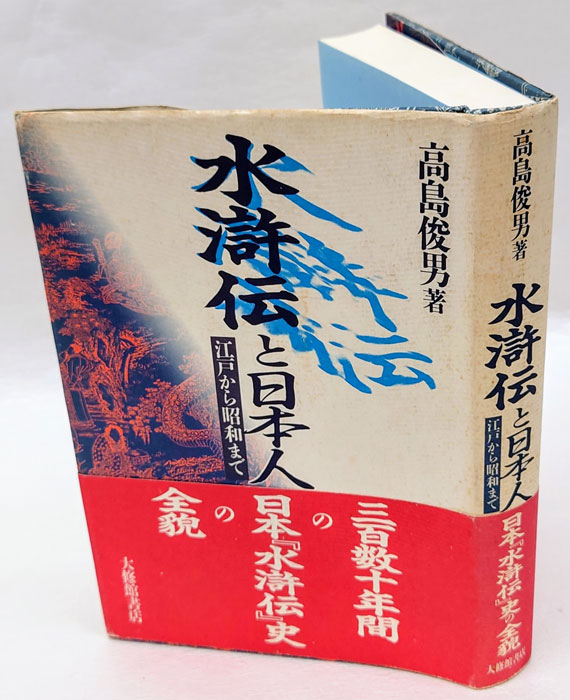 高島俊男著
水滸伝と日本人
江戸から昭和まで
三百数十年間
の
日本『水滸伝』史
の
全貌
大修館書店
高島俊男著
水滸伝と日本人
江戸から昭和まで
日本『水滸伝』史の全貌
大修館書店